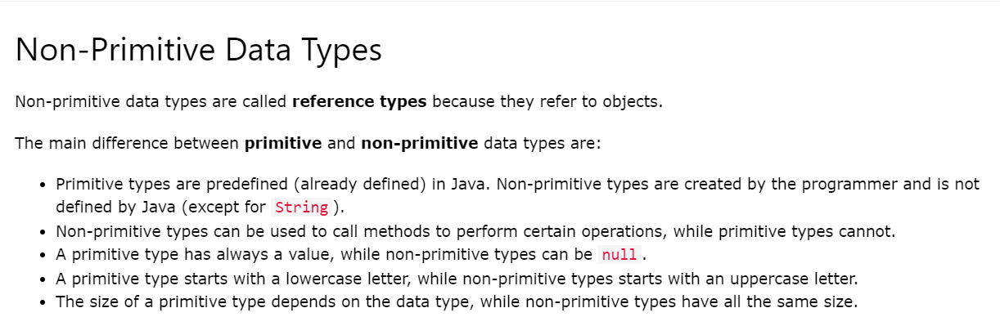 Non-Primitive Data Types
Non-primitive data types are called reference types because they refer to objects.
The main difference between primitive and non-primitive data types are:
• Primitive types are predefined (already defined) in Java. Non-primitive types are created by the programmer and is not
defined by Java (except for String ).
• Non-primitive types can be used to call methods to perform certain operations, while primitive types cannot.
• A primitive type has always a value, while non-primitive types can be null .
• A primitive type starts with a lowercase letter, while non-primitive types starts with an uppercase letter.
• The size of a primitive type depends on the data type, while non-primitive types have all the same size.